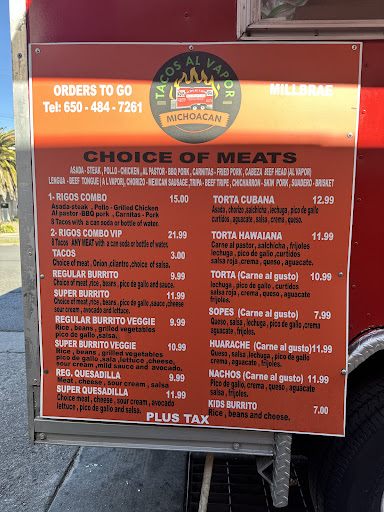 ORDERS TO GO
Tel: 650 - 484 - 7261
TACOS AL VAPOR
MICHOACAN
MILLBRAE
CHOICE OF MEATS
ASADA - STEAK , POLLO - CHICKEN , AL PASTOR - BBQ PORK , CARNITAS - FRIED PORK , CABEZA BEEF HEAD (AL VAPOR)
LENGUA - BEEF TONGUE ( A L VAPOR), CHORIZO - MEXICAN SAUSAGE ,TRIPA - BEEF TRIPE, CHICHARRON - SKIN PORK , SUADERO - BRISKET
1- RIGOS COMBO 15.00
Asada-steak , Pollo - Grilled Chicken
Al pastor -BBQ pork , Carnitas - Pork
8 Tacos with a can soda or bottle of water.
2- RIGOS COMBO VIP 21.99
8 Tacos ANY MEAT with a can soda or bottle of water.
TACOS 3.00
Choice of meat , Onion ,cilantro ,choice of salsa.
REGULAR BURRITO 9.99
Choice of meat ,rice , beans , pico de gallo and sauce.
SUPER BURRITO 11.99
Choice of meat ,rice , beans , pico de gallo ,sauce ,cheese
sour cream , avocado and lettuce.
REGULAR BURRITO VEGGIE 9.99
Rice , beans , grilled vegetables
pico de gallo ,salsa.
SUPER BURRITO VEGGIE 10.99
Rice , beans , grilled vegetables
pico de gallo ,salsa ,lettuce ,cheese,
sour cream ,mild sauce and avocado.
REG. QUESADILLA 9.99
Meat , cheese , sour cream , salsa
SUPER QUESADILLA 11.99
Choice meat , cheese , sour cream , avocado
lettuce , pico de gallo and salsa.
TORTA CUBANA 12.99
Asada, chorizo ,salchicha , lechuga , pico de gallo
curtidos, aguacate , salsa , crema , queso .
TORTA HAWAIANA 11.99
Carne al pastor , salchicha , frijoles
lechuga , pico de gallo , curtidos
salsa roja ,crema , queso , aguacate.
TORTA (Carne al gusto) 10.99
lechuga , pico de gallo , curtidos
salsa roja , crema , queso , aguacate
frijoles.
SOPES (Carne al gusto) 7.99
Queso , salsa , lechuga , pico de gallo ,crema
aguacate , frijoles.
HUARACHE (Carne al gusto) 11.99
Queso , salsa ,lechuga , pico de gallo
crema , aguacate , frijoles.
NACHOS (Carne al gusto) 11.99
Pico de gallo, crema , queso , aguacate
salsa , frijoles .
KIDS BURRITO 7.00
Rice , beans and cheese.
PLUS TAX